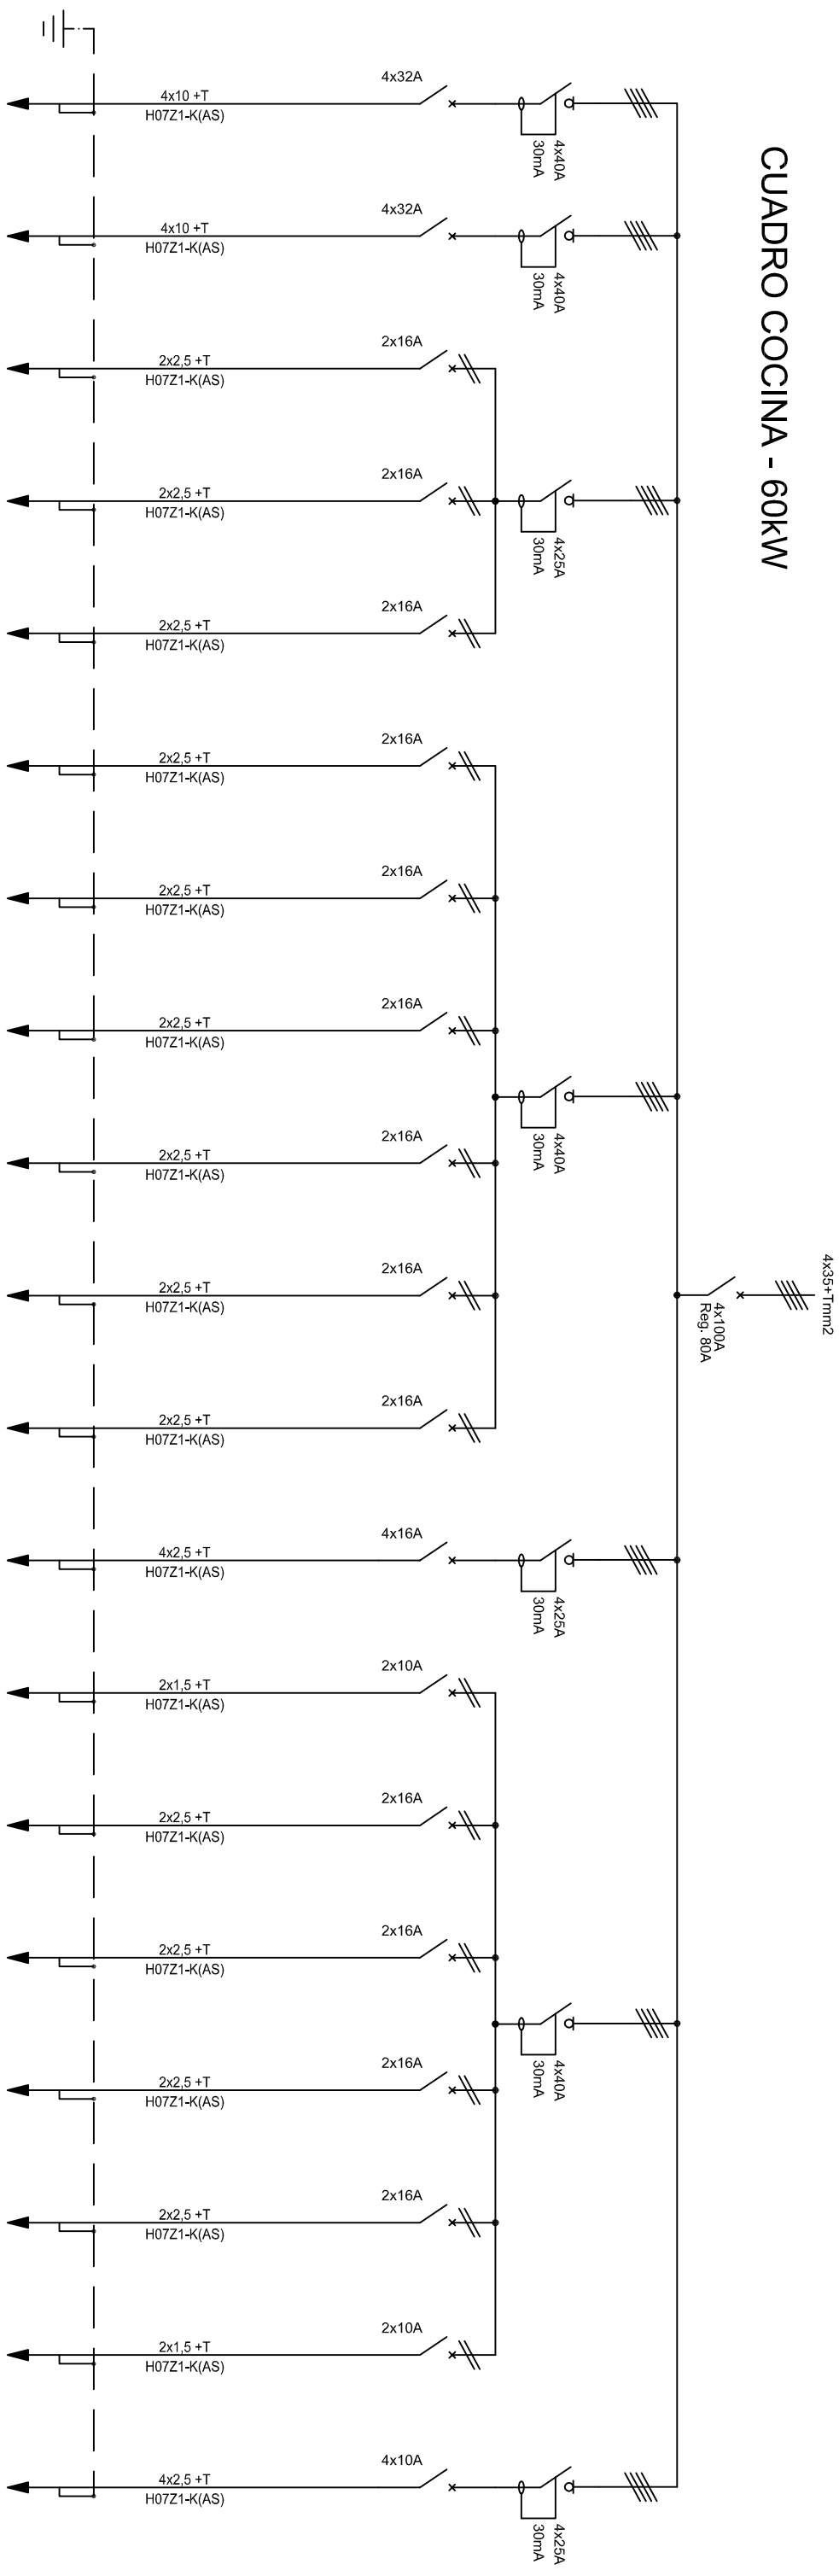 CUADRO COCINA - 60kW
4x35+Tmm2
4x100A
Reg. 80A
4x40A
30mA
4x32A
4x10 +T
H07Z1-K(AS)
4x40A
30mA
4x32A
4x10 +T
H07Z1-K(AS)
4x25A
30mA
2x16A
2x2,5 +T
H07Z1-K(AS)
2x16A
2x2,5 +T
H07Z1-K(AS)
2x16A
2x2,5 +T
H07Z1-K(AS)
4x40A
30mA
2x16A
2x2,5 +T
H07Z1-K(AS)
2x16A
2x2,5 +T
H07Z1-K(AS)
2x16A
2x2,5 +T
H07Z1-K(AS)
2x16A
2x2,5 +T
H07Z1-K(AS)
2x16A
2x2,5 +T
H07Z1-K(AS)
2x16A
2x2,5 +T
H07Z1-K(AS)
4x25A
30mA
4x16A
4x2,5 +T
H07Z1-K(AS)
4x40A
30mA
2x10A
2x1,5 +T
H07Z1-K(AS)
2x16A
2x2,5 +T
H07Z1-K(AS)
2x16A
2x2,5 +T
H07Z1-K(AS)
2x16A
2x2,5 +T
H07Z1-K(AS)
2x16A
2x2,5 +T
H07Z1-K(AS)
2x10A
2x1,5 +T
H07Z1-K(AS)
4x25A
30mA
4x10A
4x2,5 +T
H07Z1-K(AS)